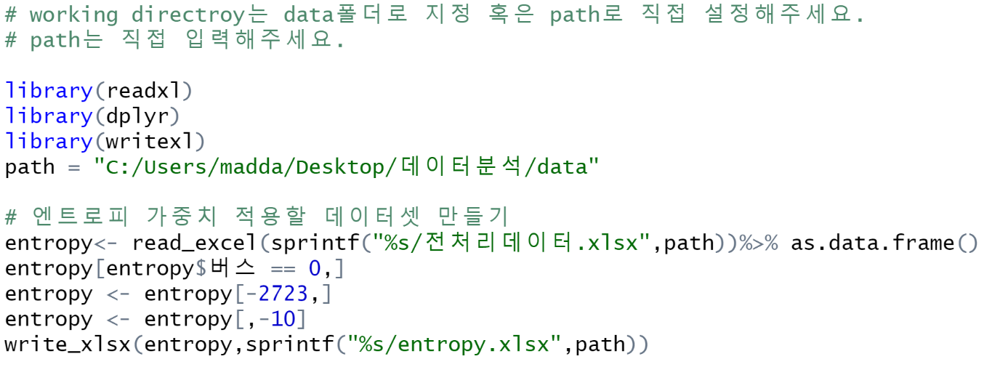 # working directroy는 data폴더로 지정 혹은 path로 직접 설정해주세요.
# path는 직접 입력해주세요.
library(readxl)
library(dplyr)
library(writexl)
path = "C:/Users/madda/Desktop/데이터분석/data"
# 엔트로피 가중치 적용할 데이터셋 만들기
entropy<- read_excel(sprintf("%s/전처리데이터.xlsx",path))%>% as.data.frame()
entropy[entropy$버스 == 0,]
entropy <- entropy[-2723,]
entropy <- entropy[,-10]
write_xlsx(entropy,sprintf("%s/entropy.xlsx",path))